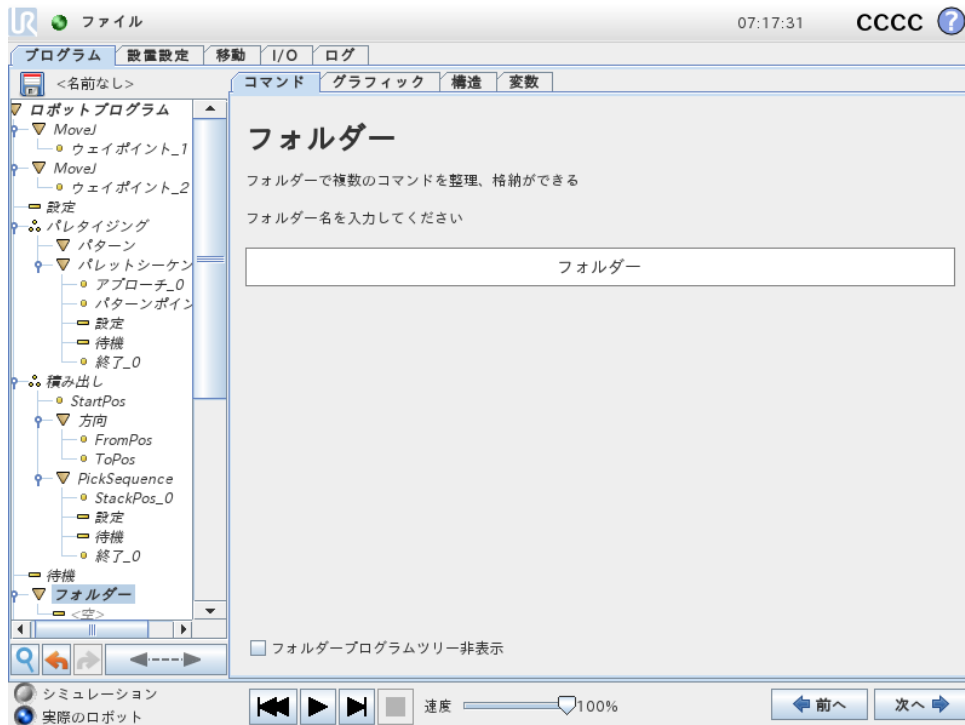 UR ファイル 07:17:31 CCCC ?
プログラム 設置設定 移動 I/O ログ
<名前なし>
コマンド グラフィック 構造 変数
ロボットプログラム
MoveJ
ウェイポイント_1
MoveJ
ウェイポイント_2
設定
パレタイジング
パターン
パレットシーケン
アプローチ_0
パターンポイン
設定
待機
終了_0
積み出し
StartPos
方向
FromPos
ToPos
PickSequence
StackPos_0
設定
待機
終了_0
待機
フォルダー
<空>
フォルダー
フォルダーで複数のコマンドを整理、格納ができる
フォルダー名を入力してください
フォルダー
フォルダープログラムツリー非表示
シミュレーション
実際のロボット
速度 100%
前へ 次へ